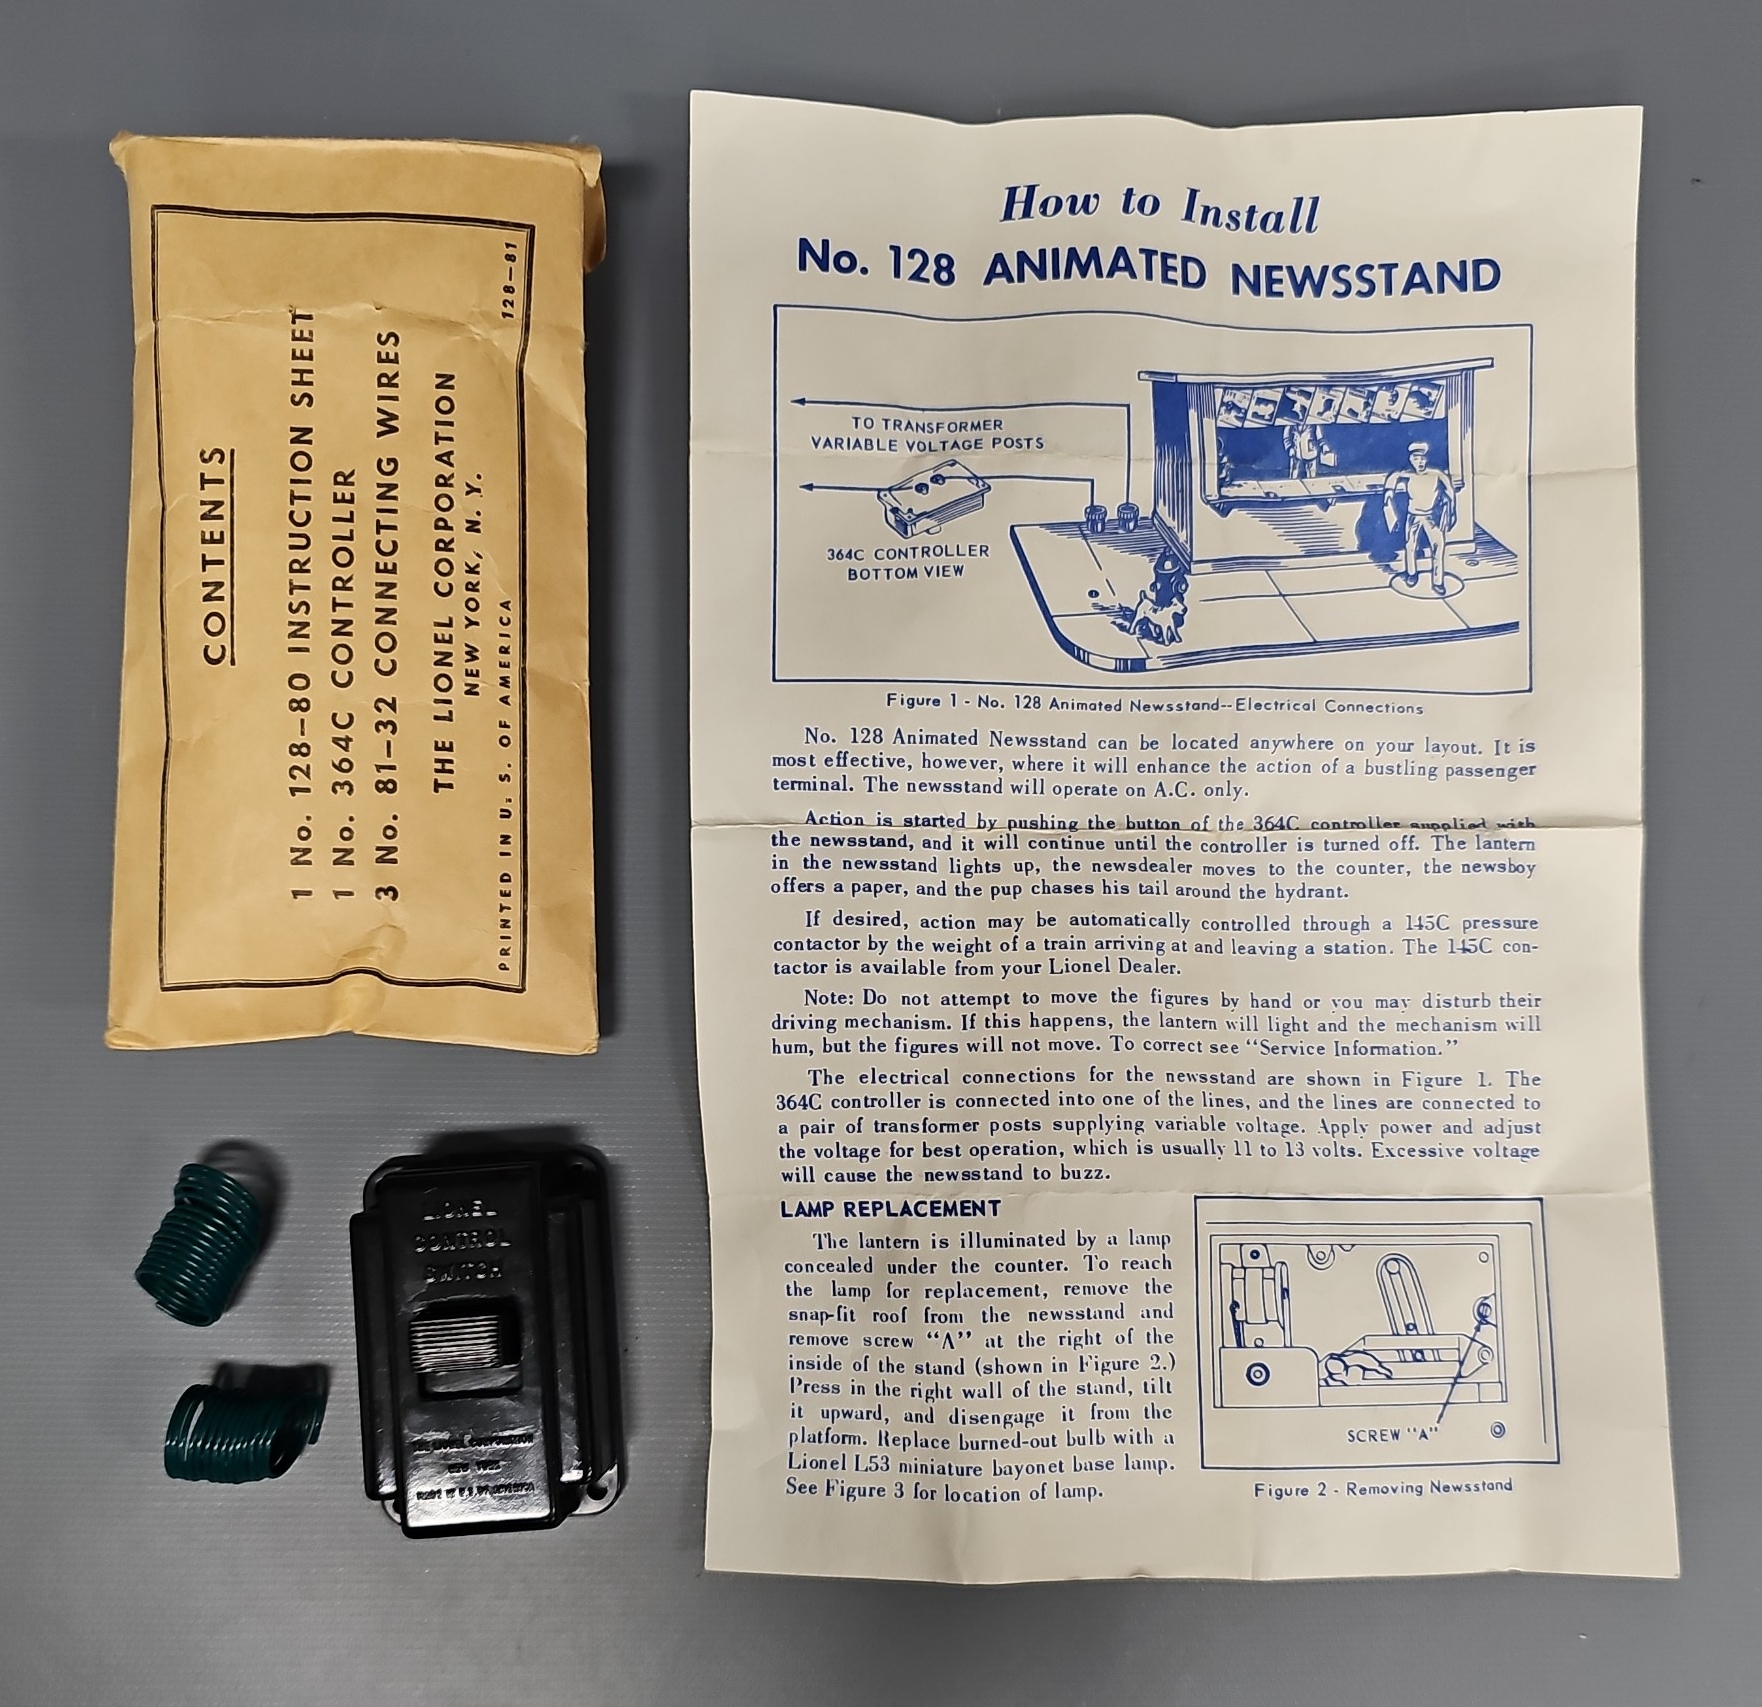 CONTENTS
1 No. 128-80 INSTRUCTION SHEET
1 No. 364C CONTROLLER
3 No. 81-32 CONNECTING WIRES
THE LIONEL CORPORATION
NEW YORK, N. Y.
PRINTED IN U. S. OF AMERICA 128-81
LIONEL
CONTROL
SWITCH
THE LIONEL CORPORATION
NEW YORK
MADE IN U.S. OF AMERICA
How to Install
No. 128 ANIMATED NEWSSTAND
TO TRANSFORMER
VARIABLE VOLTAGE POSTS
364C CONTROLLER
BOTTOM VIEW
Figure 1 - No. 128 Animated Newsstand--Electrical Connections
No. 128 Animated Newsstand can be located anywhere on your layout. It is
most effective, however, where it will enhance the action of a bustling passenger
terminal. The newsstand will operate on A.C. only.
Action is started by pushing the button of the 364C controller supplied with
the newsstand, and it will continue until the controller is turned off. The lantern
in the newsstand lights up, the newsdealer moves to the counter, the newsboy
offers a paper, and the pup chases his tail around the hydrant.
If desired, action may be automatically controlled through a 145C pressure
contactor by the weight of a train arriving at and leaving a station. The 145C con-
tactor is available from your Lionel Dealer.
Note: Do not attempt to move the figures by hand or you may disturb their
driving mechanism. If this happens, the lantern will light and the mechanism will
hum, but the figures will not move. To correct see "Service Information."
The electrical connections for the newsstand are shown in Figure 1. The
364C controller is connected into one of the lines, and the lines are connected to
a pair of transformer posts supplying variable voltage. Apply power and adjust
the voltage for best operation, which is usually 11 to 13 volts. Excessive voltage
will cause the newsstand to buzz.
LAMP REPLACEMENT
The lantern is illuminated by a lamp
concealed under the counter. To reach
the lamp for replacement, remove the
snap-fit roof from the newsstand and
remove screw "A" at the right of the
inside of the stand (shown in Figure 2.)
Press in the right wall of the stand, tilt
it upward, and disengage it from the
platform. Replace burned-out bulb with a
Lionel L53 miniature bayonet base lamp.
See Figure 3 for location of lamp.
SCREW "A"
Figure 2 - Removing Newsstand